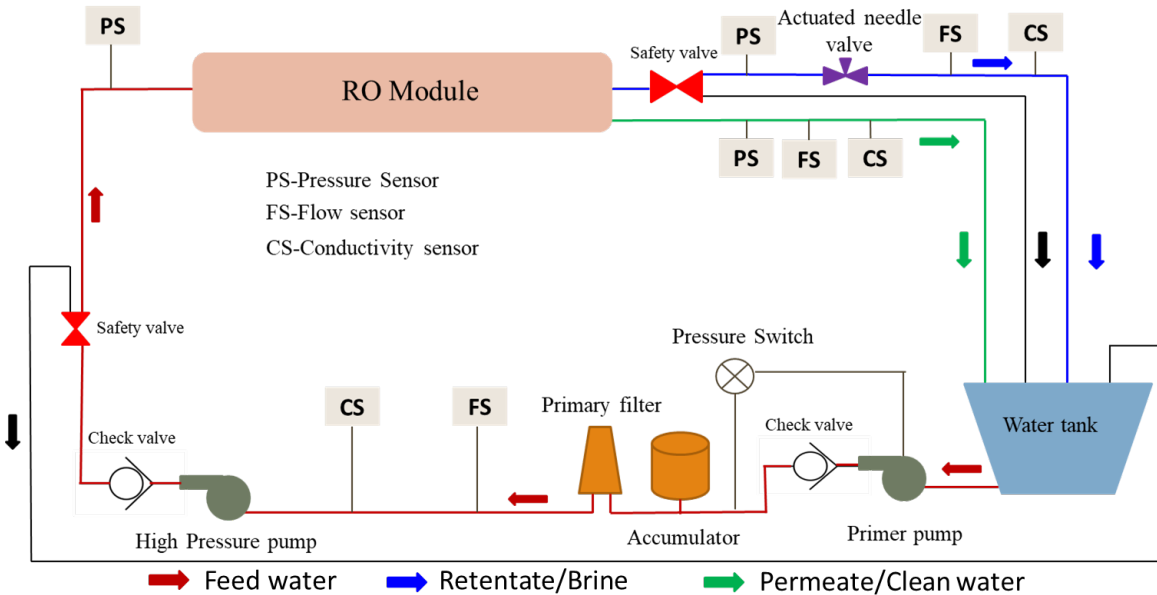 PS
Actuated needle
valve
Safety valve
PS
FS
CS
RO Module
PS
FS
CS
PS-Pressure Sensor
FS-Flow sensor
CS-Conductivity sensor
Safety valve
Pressure Switch
CS
FS
Primary filter
Check valve
Water tank
Check valve
High Pressure pump
Accumulator
Primer pump
Feed water
Retentate/Brine
Permeate/Clean water